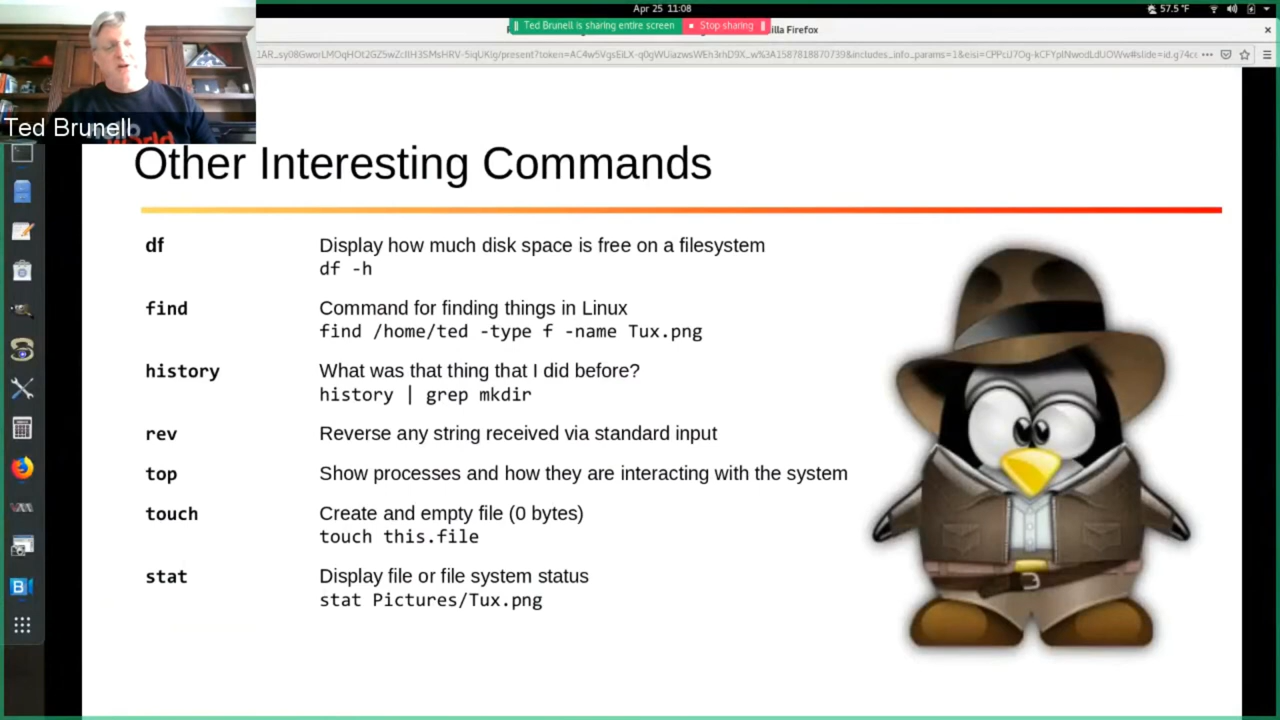 Apr 25 11:08
57.5 °F
Ted Brunell is sharing entire screen
Stop sharing
illa Firefox
Ted Brunell
World
Other Interesting Commands
df
Display how much disk space is free on a filesystem
df -h
find
Command for finding things in Linux
find /home/ted -type f -name Tux.png
history
What was that thing that I did before?
history | grep mkdir
rev
Reverse any string received via standard input
top
Show processes and how they are interacting with the system
touch
Create and empty file (0 bytes)
touch this.file
stat
Display file or file system status
stat Pictures/Tux.png
B